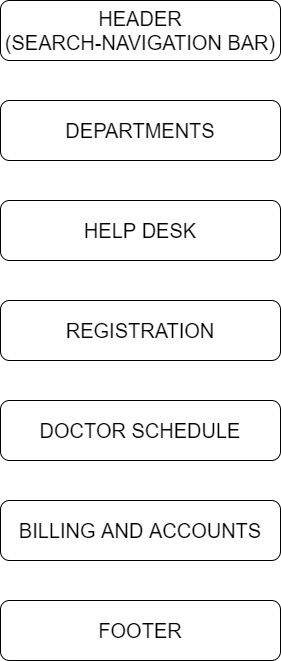 HEADER
(SEARCH-NAVIGATION BAR)
DEPARTMENTS
HELP DESK
REGISTRATION
DOCTOR SCHEDULE
BILLING AND ACCOUNTS
FOOTER